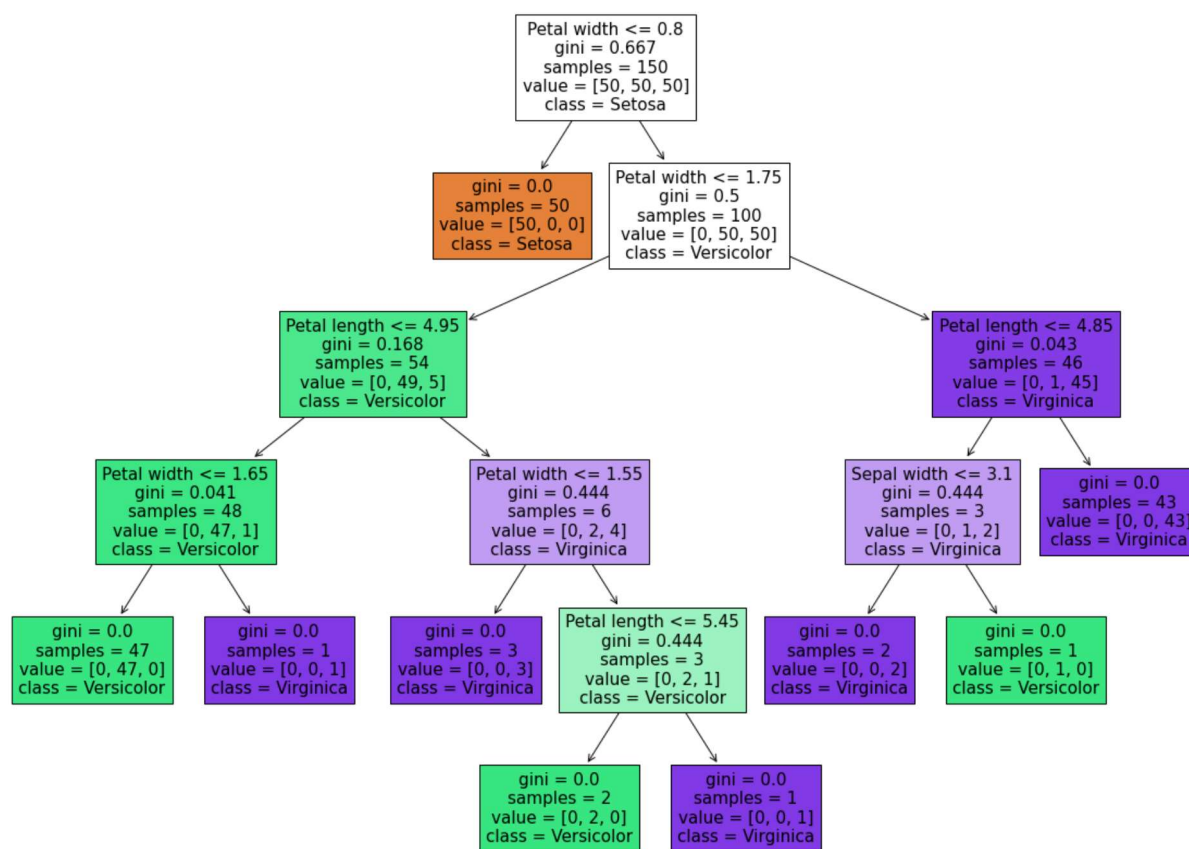 Petal width <= 0.8
gini = 0.667
samples = 150
value = [50, 50, 50]
class = Setosa
gini = 0.0
samples = 50
value = [50, 0, 0]
class = Setosa
Petal width <= 1.75
gini = 0.5
samples = 100
value = [0, 50, 50]
class = Versicolor
Petal length <= 4.95
gini = 0.168
samples = 54
value = [0, 49, 5]
class = Versicolor
Petal length <= 4.85
gini = 0.043
samples = 46
value = [0, 1, 45]
class = Virginica
Petal width <= 1.65
gini = 0.041
samples = 48
value = [0, 47, 1]
class = Versicolor
Petal width <= 1.55
gini = 0.444
samples = 6
value = [0, 2, 4]
class = Virginica
Sepal width <= 3.1
gini = 0.444
samples = 3
value = [0, 1, 2]
class = Virginica
gini = 0.0
samples = 43
value = [0, 0, 43]
class = Virginica
gini = 0.0
samples = 47
value = [0, 47, 0]
class = Versicolor
gini = 0.0
samples = 1
value = [0, 0, 1]
class = Virginica
gini = 0.0
samples = 3
value = [0, 0, 3]
class = Virginica
Petal length <= 5.45
gini = 0.444
samples = 3
value = [0, 2, 1]
class = Versicolor
gini = 0.0
samples = 2
value = [0, 0, 2]
class = Virginica
gini = 0.0
samples = 1
value = [0, 1, 0]
class = Versicolor
gini = 0.0
samples = 2
value = [0, 2, 0]
class = Versicolor
gini = 0.0
samples = 1
value = [0, 0, 1]
class = Virginica